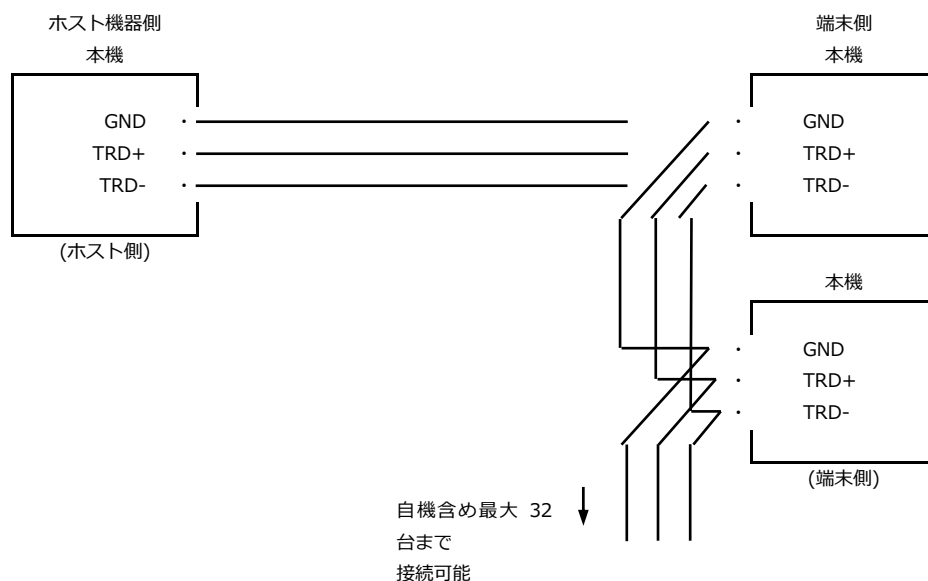 ホスト機器側
本機
GND
TRD+
TRD-
(ホスト側)
端末側
本機
GND
TRD+
TRD-
本機
GND
TRD+
TRD-
(端末側)
自機含め最大 32
台まで
接続可能